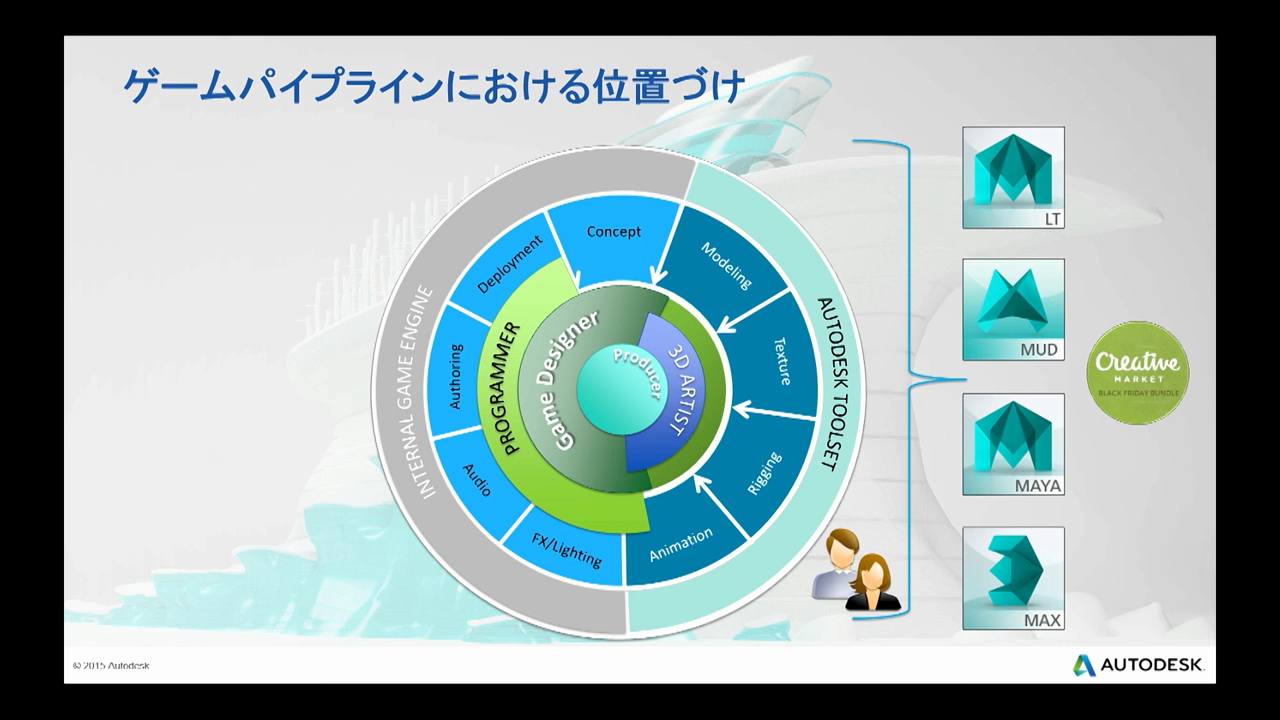 ゲームパイプラインにおける位置づけ
Concept
Modeling
Texture
Rigging
Animation
FX/Lighting
Audio
Authoring
Deployment
INTERNAL GAME ENGINE
AUTODESK TOOLSET
PROGRAMMER
Game Designer
Producer
3D ARTIST
LT
MUD
MAYA
MAX
Creative
MARKET
BLACK FRIDAY BUNDLE
© 2015 Autodesk
AUTODESK.